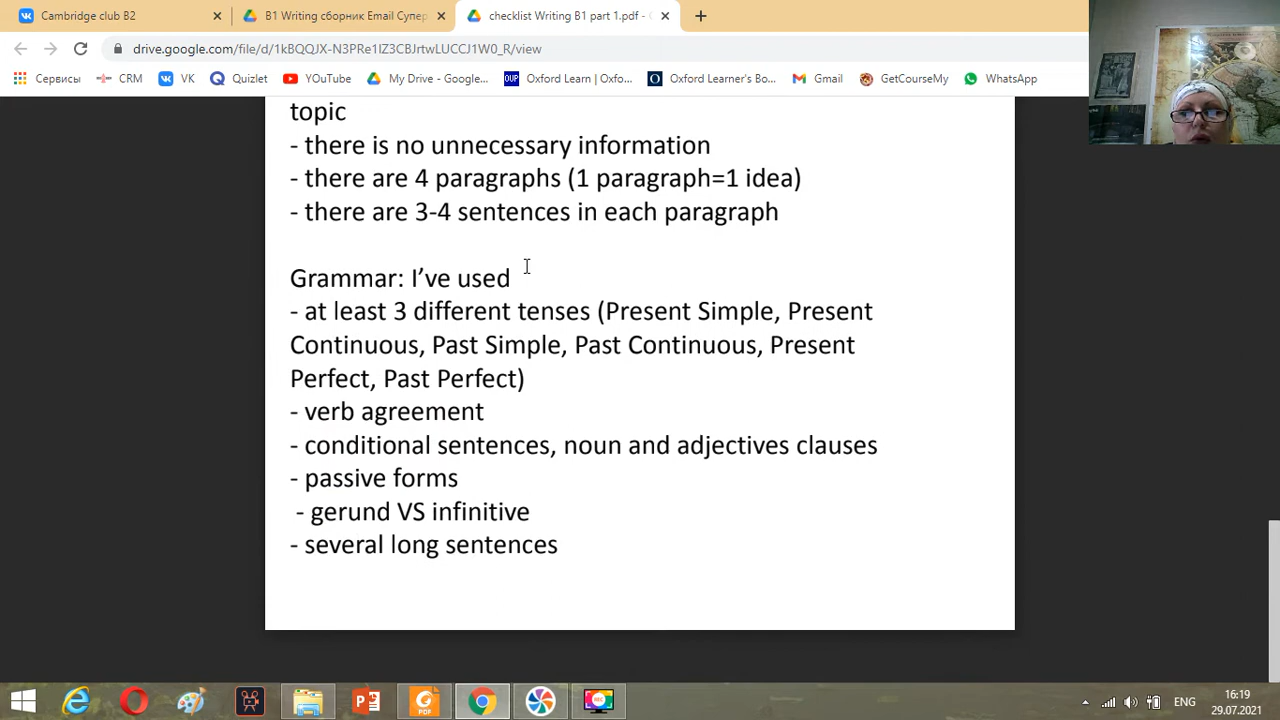 Cambridge club B2
B1 Writing сборник Email Супер
checklist Writing B1 part 1.pdf -
drive.google.com/file/d/1kBQQJX-N3PRe1IZ3CBJrtwLUCCJ1W0_R/view
Сервисы CRM VK Quizlet YOUTube My Drive - Google... OUP Oxford Learn | Oxfo... Oxford Learner's Bo... Gmail GetCourseMy WhatsApp
topic
- there is no unnecessary information
- there are 4 paragraphs (1 paragraph=1 idea)
- there are 3-4 sentences in each paragraph
Grammar: I’ve used
- at least 3 different tenses (Present Simple, Present
Continuous, Past Simple, Past Continuous, Present
Perfect, Past Perfect)
- verb agreement
- conditional sentences, noun and adjectives clauses
- passive forms
- gerund VS infinitive
- several long sentences
ENG
16:19
29.07.2021